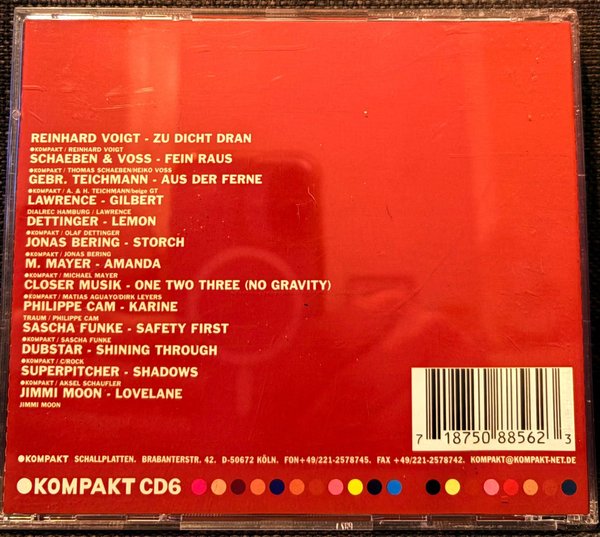 REINHARD VOIGT - ZU DICHT DRAN
KOMPAKT / REINHARD VOIGT
SCHAEBEN & VOSS - FEIN RAUS
KOMPAKT / THOMAS SCHAEBEN/HEIKO VOSS
GEBR. TEICHMANN - AUS DER FERNE
KOMPAKT / A. & H. TEICHMANN/beige GT
LAWRENCE - GILBERT
DIALREC HAMBURG / LAWRENCE
DETTINGER - LEMON
KOMPAKT / OLAF DETTINGER
JONAS BERING - STORCH
KOMPAKT / JONAS BERING
M. MAYER - AMANDA
KOMPAKT / MICHAEL MAYER
CLOSER MUSIK - ONE TWO THREE (NO GRAVITY)
KOMPAKT / MATIAS AGUAYO/DIRK LEYERS
PHILIPPE CAM - KARINE
TRAUM / PHILIPPE CAM
SASCHA FUNKE - SAFETY FIRST
KOMPAKT / SASCHA FUNKE
DUBSTAR - SHINING THROUGH
KOMPAKT / C/ROCK
SUPERPITCHER - SHADOWS
KOMPAKT / AKSEL SCHAUFLER
JIMMI MOON - LOVELANE
JIMMI MOON
7 18750 88562 3
KOMPAKT SCHALLPLATTEN. BRABANTERSTR. 42. D-50672 KÖLN. FON+49/221-2578745. FAX +49/221-2578742. KOMPAKT@KOMPAKT-NET.DE
KOMPAKT CD6